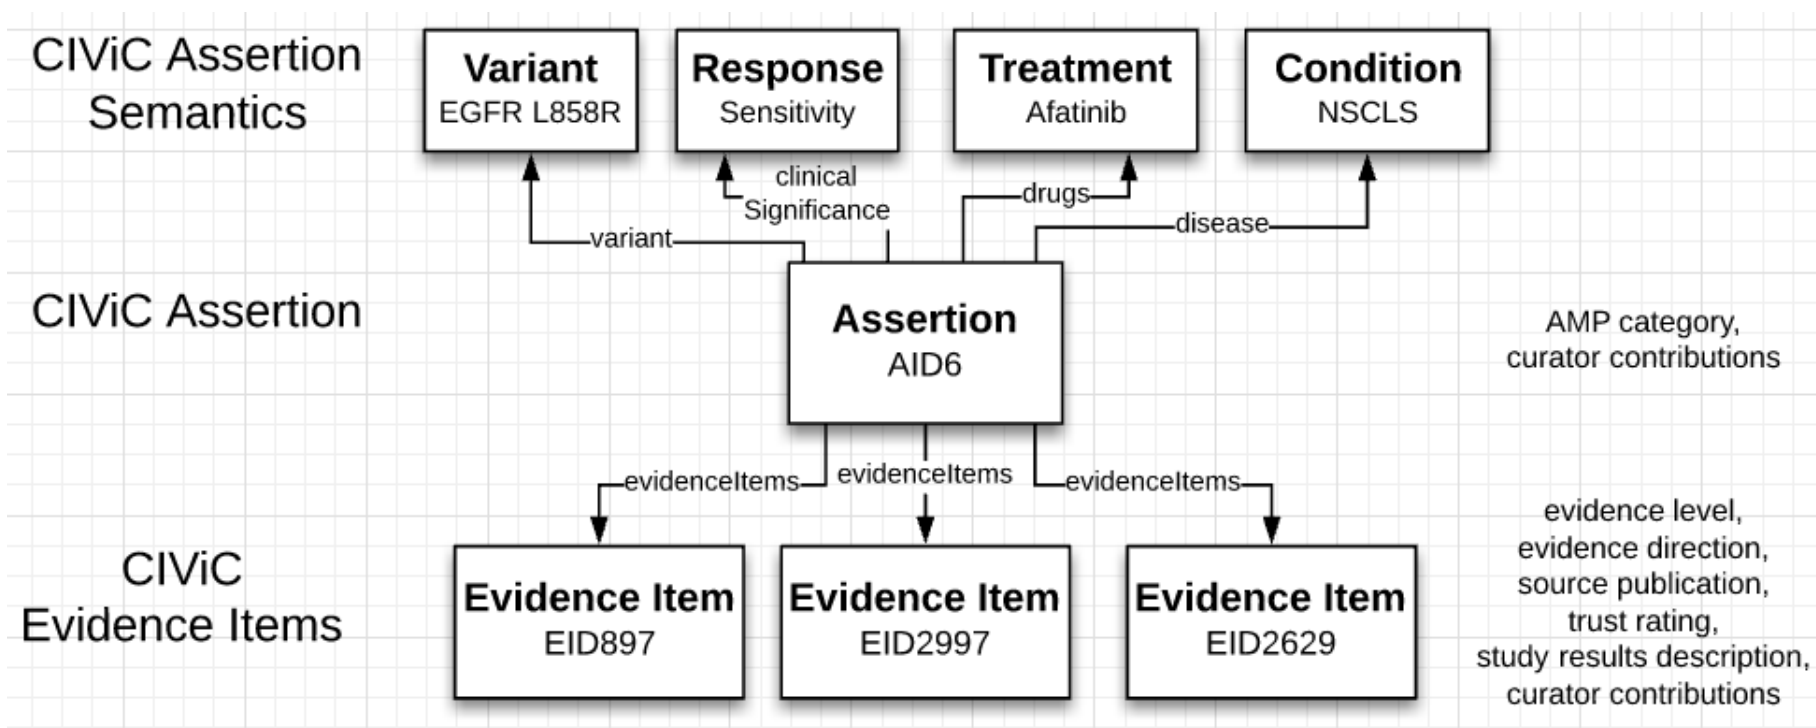 CIViC Assertion
Semantics
Variant
EGFR L858R
Response
Sensitivity
Treatment
Afatinib
Condition
NSCLS
clinical
Significance
drugs
disease
variant
CIViC Assertion
Assertion
AID6
AMP category,
curator contributions
evidenceItems
evidenceItems
evidenceItems
CIViC
Evidence Items
Evidence Item
EID897
Evidence Item
EID2997
Evidence Item
EID2629
evidence level,
evidence direction,
source publication,
trust rating,
study results description,
curator contributions